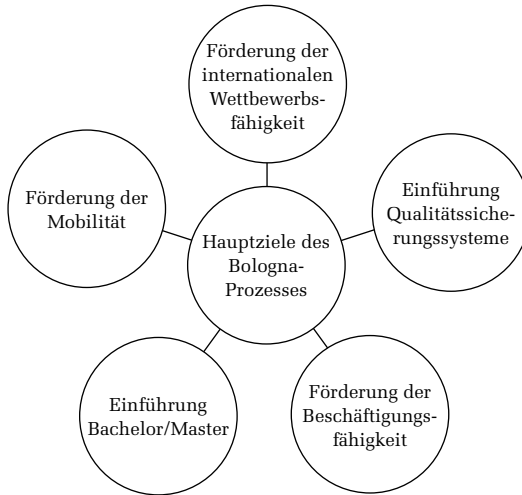 Förderung der
internationalen
Wettbewerbs-
fähigkeit
Förderung der
Mobilität
Einführung
Qualitätssiche-
rungssysteme
Hauptziele des
Bologna-
Prozesses
Einführung
Bachelor/Master
Förderung der
Beschäftigungs-
fähigkeit